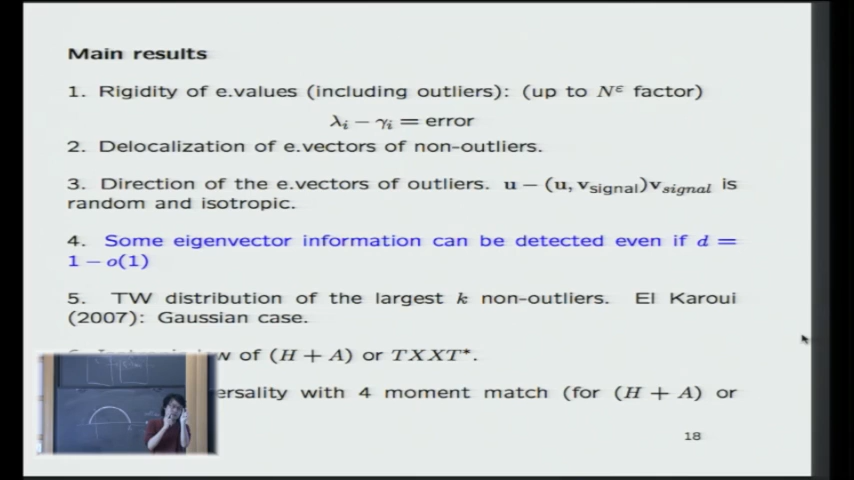 Main results
1. Rigidity of e.values (including outliers): (up to N^ε factor)
λ_i − γ_i = error
2. Delocalization of e.vectors of non-outliers.
3. Direction of the e.vectors of outliers. u − (u, v_signal)v_signal is
random and isotropic.
4. Some eigenvector information can be detected even if d =
1 − o(1)
5. TW distribution of the largest k non-outliers. El Karoui
(2007): Gaussian case.
of (H + A) or TXXT*.
with 4 moment match (for (H + A) or
18